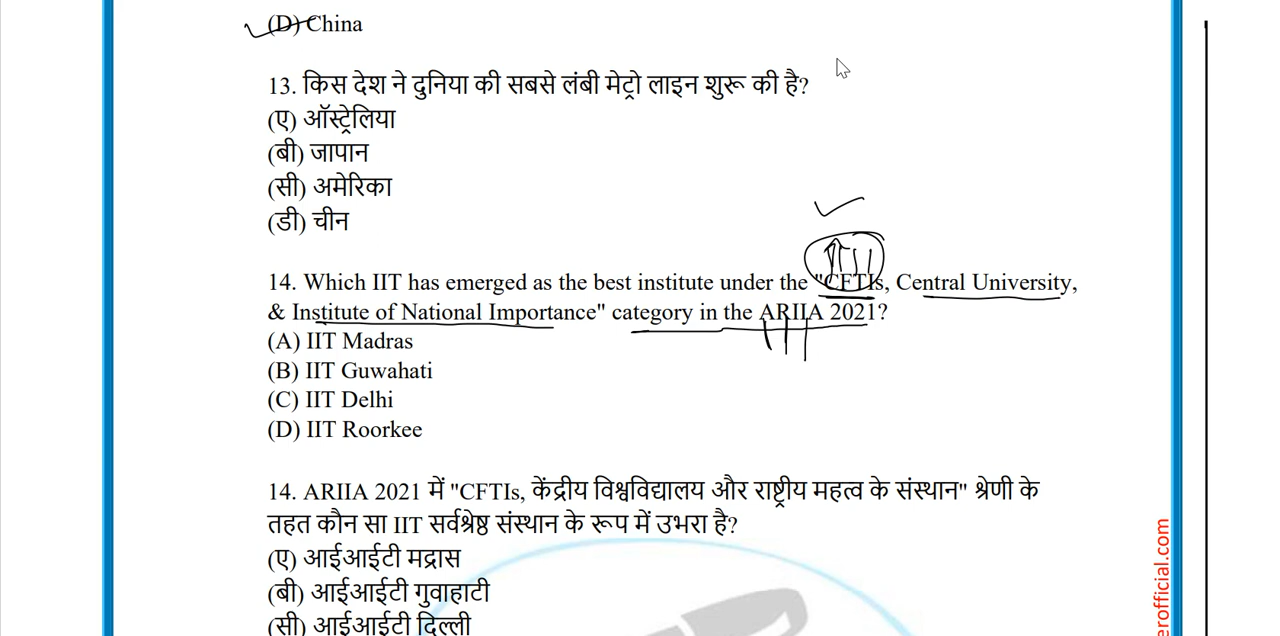 (D) China
13. किस देश ने दुनिया की सबसे लंबी मेट्रो लाइन शुरू की है?
(ए) ऑस्ट्रेलिया
(बी) जापान
(सी) अमेरिका
(डी) चीन
14. Which IIT has emerged as the best institute under the "CFTIs, Central University,
& Institute of National Importance" category in the ARIIA 2021?
(A) IIT Madras
(B) IIT Guwahati
(C) IIT Delhi
(D) IIT Roorkee
14. ARIIA 2021 में "CFTIs, केंद्रीय विश्वविद्यालय और राष्ट्रीय महत्व के संस्थान" श्रेणी के
तहत कौन सा IIT सर्वश्रेष्ठ संस्थान के रूप में उभरा है?
(ए) आईआईटी मद्रास
(बी) आईआईटी गुवाहाटी
(सी) आईआईटी दिल्ली
erofficial.com